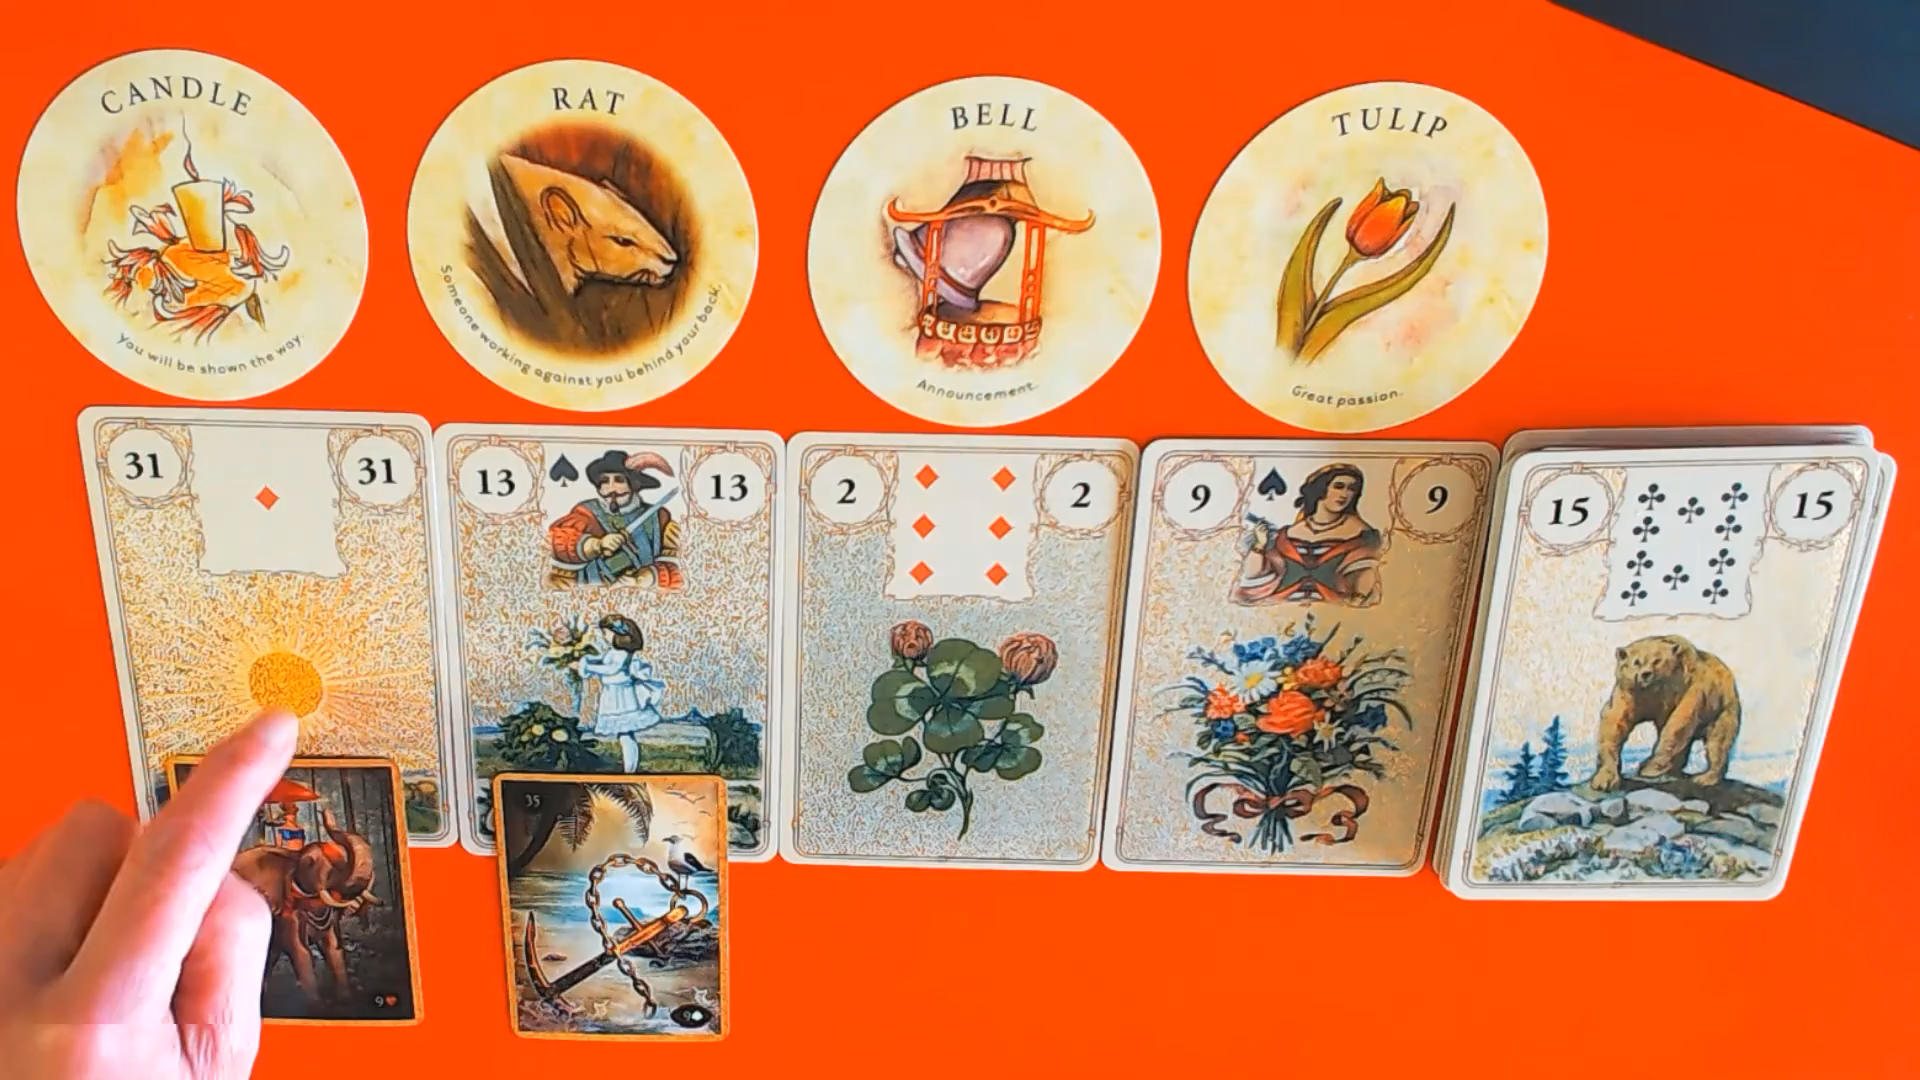 CANDLE
You will be shown the way.
RAT
Someone working against you behind your back.
BELL
Announcement.
TULIP
Great passion.
31 31
13 13
2 2
9 9
15 15
35
9♥